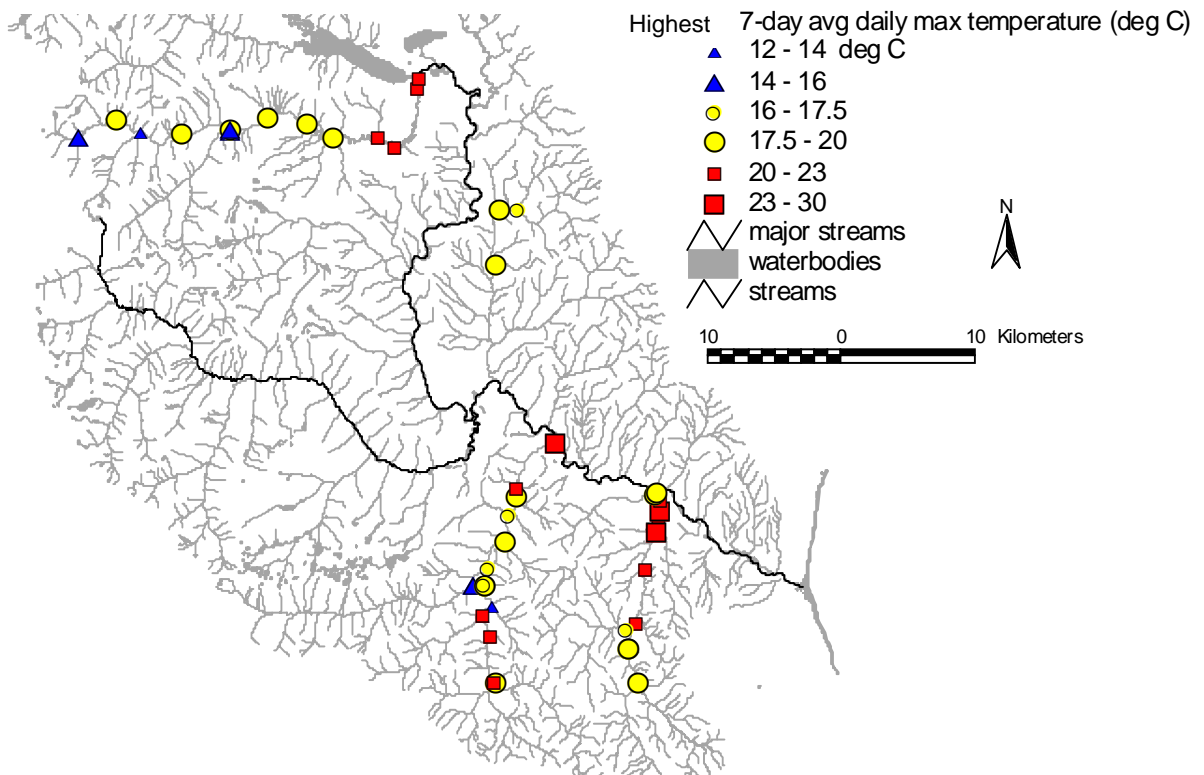 Highest 7-day avg daily max temperature (deg C)
12 - 14 deg C
14 - 16
16 - 17.5
17.5 - 20
20 - 23
23 - 30
major streams
waterbodies
streams
N
10 0 10 Kilometers